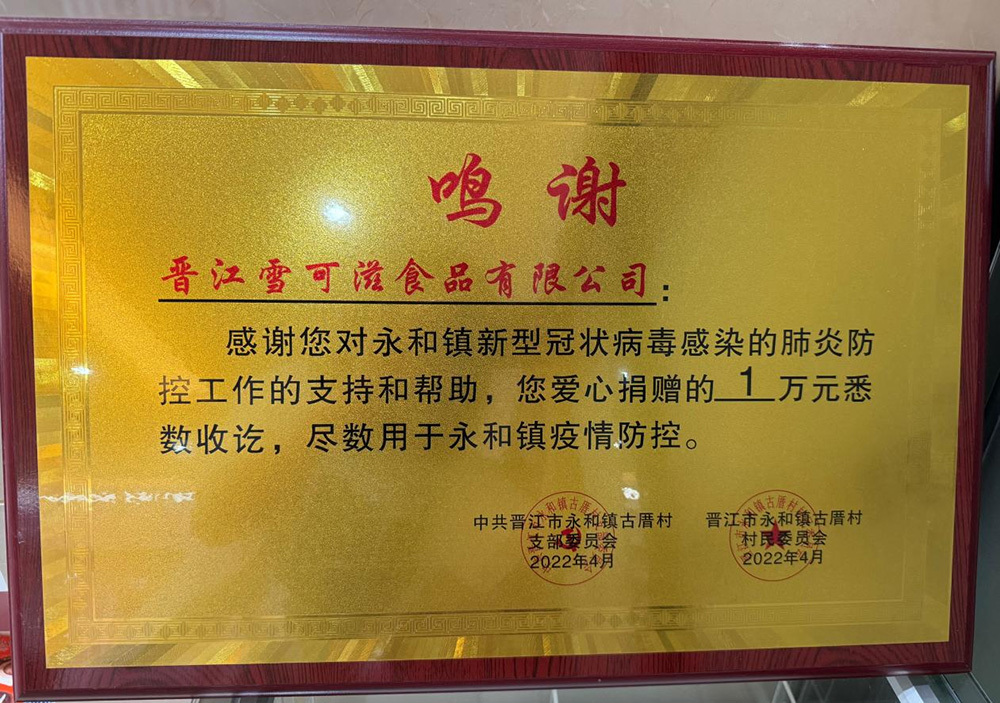 鸣谢
晋江雪可滋食品有限公司：
感谢您对永和镇新型冠状病毒感染的肺炎防
控工作的支持和帮助，您爱心捐赠的1万元悉
数收讫，尽数用于永和镇疫情防控。
中共晋江市永和镇古厝村
支部委员会
2022年4月
晋江市永和镇古厝村
村民委员会
2022年4月